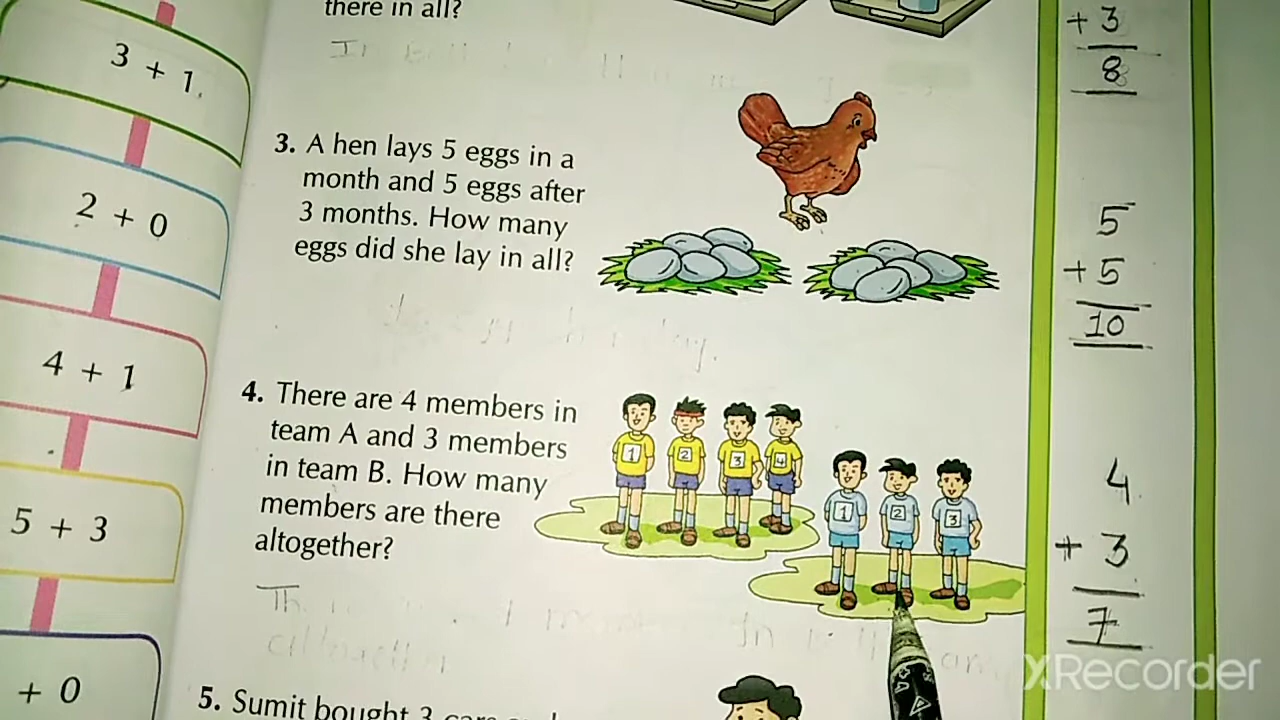 there in all?
3 + 1
2 + 0
4 + 1
5 + 3
+ 0
3. A hen lays 5 eggs in a
month and 5 eggs after
3 months. How many
eggs did she lay in all?
4. There are 4 members in
team A and 3 members
in team B. How many
members are there
altogether?
1 2 3 4
1 2 3
5. Sumit bought 3
+ 3
8
5
+ 5
10
4
+ 3
7
XRecorder